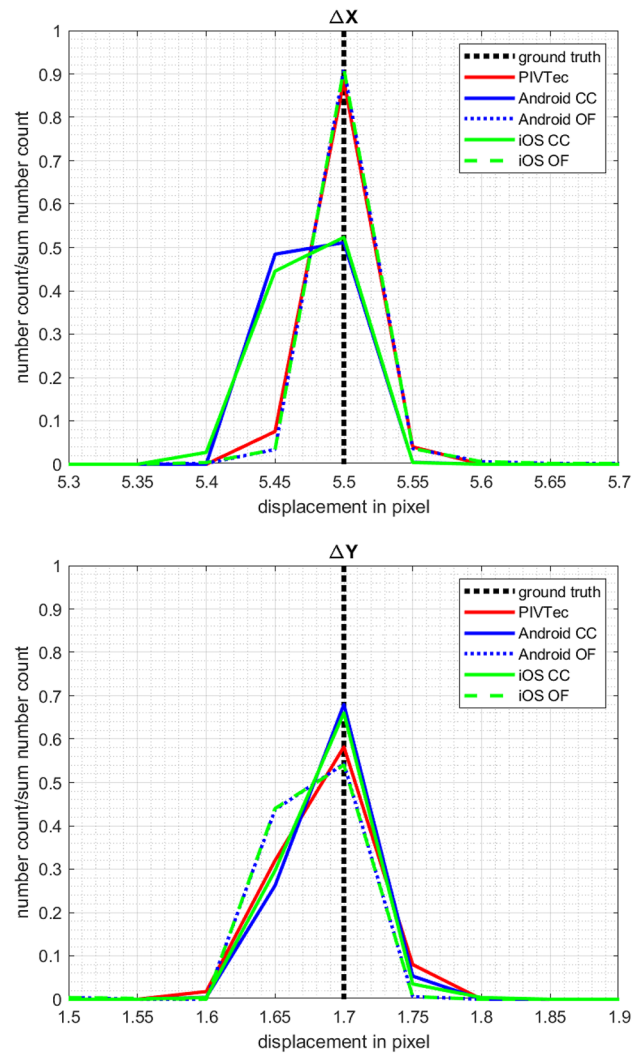 ΔX
1
0.9
0.8
0.7
0.6
0.5
0.4
0.3
0.2
0.1
0
number count/sum number count
ground truth
PIVTec
Android CC
Android OF
iOS CC
iOS OF
5.3 5.35 5.4 5.45 5.5 5.55 5.6 5.65 5.7
displacement in pixel
ΔY
1
0.9
0.8
0.7
0.6
0.5
0.4
0.3
0.2
0.1
0
number count/sum number count
ground truth
PIVTec
Android CC
Android OF
iOS CC
iOS OF
1.5 1.55 1.6 1.65 1.7 1.75 1.8 1.85 1.9
displacement in pixel